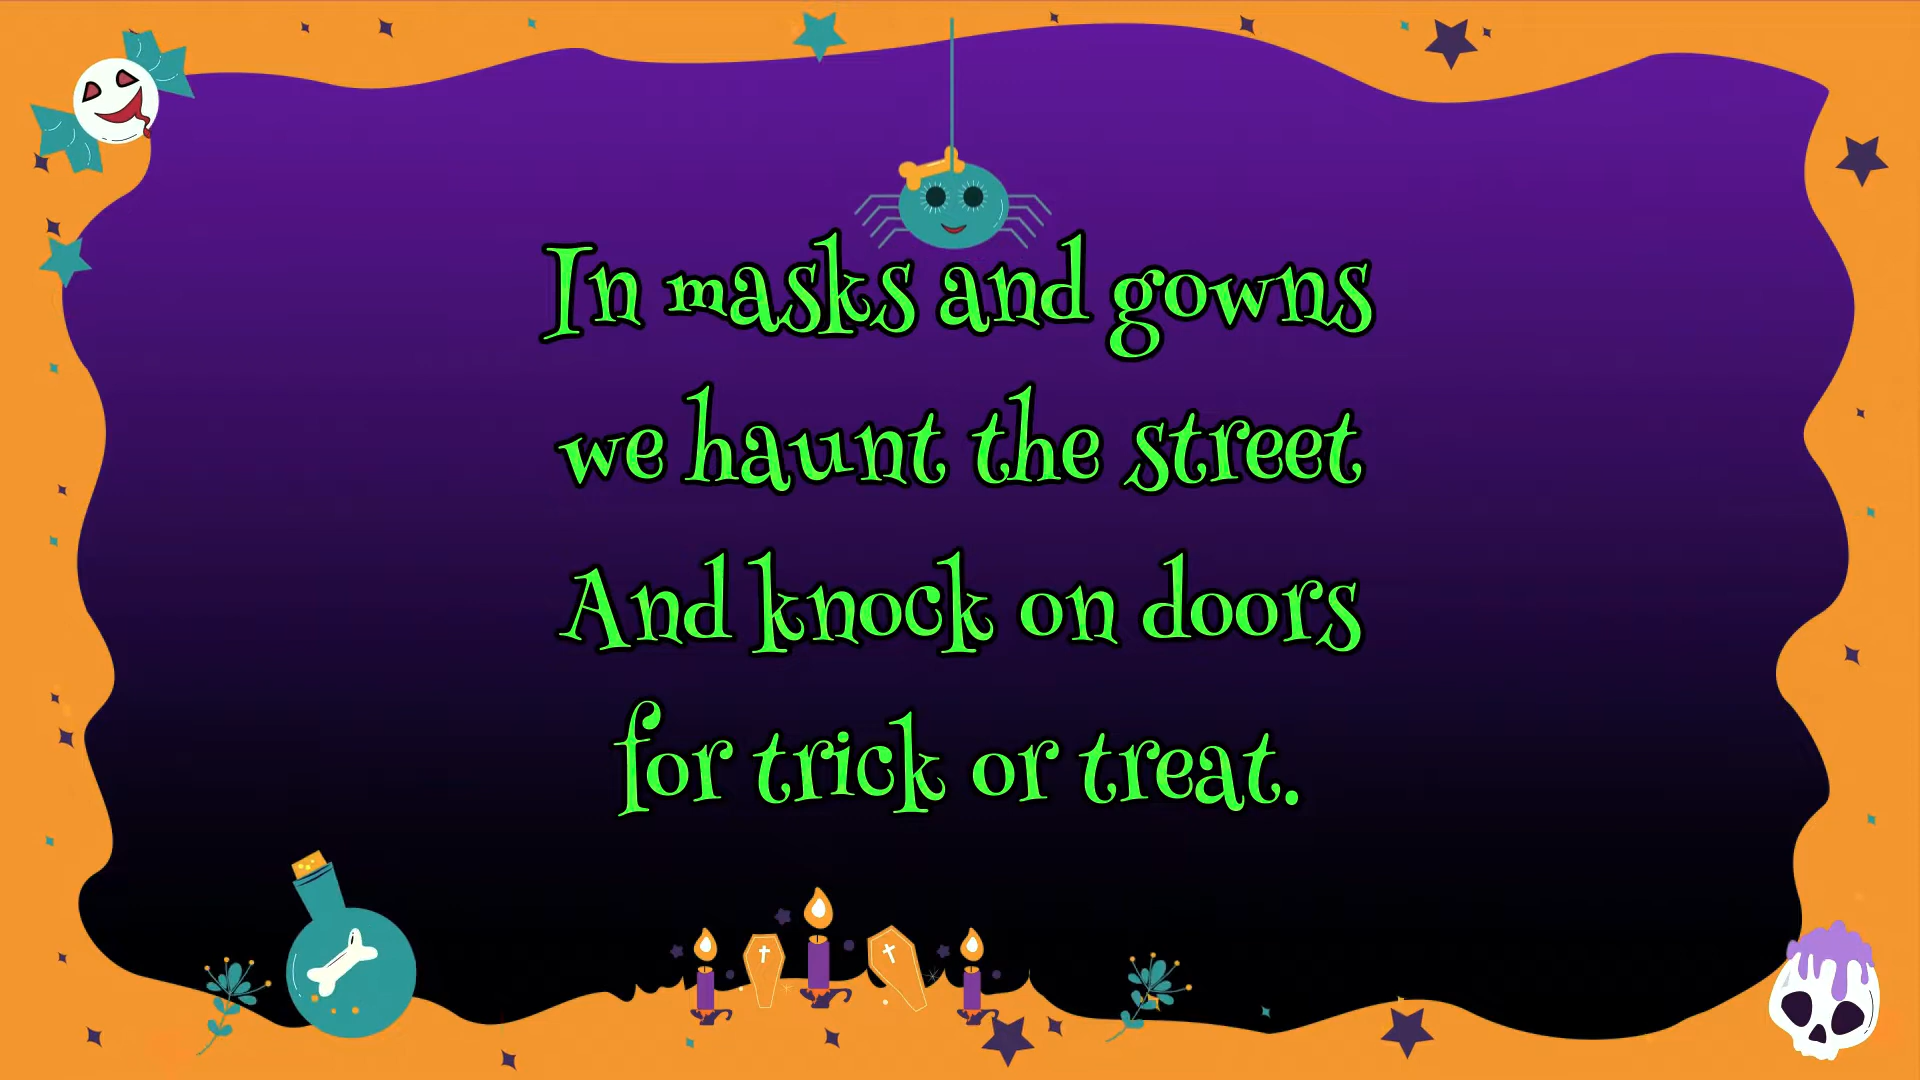 In masks and gowns
we haunt the street
And knock on doors
for trick or treat.